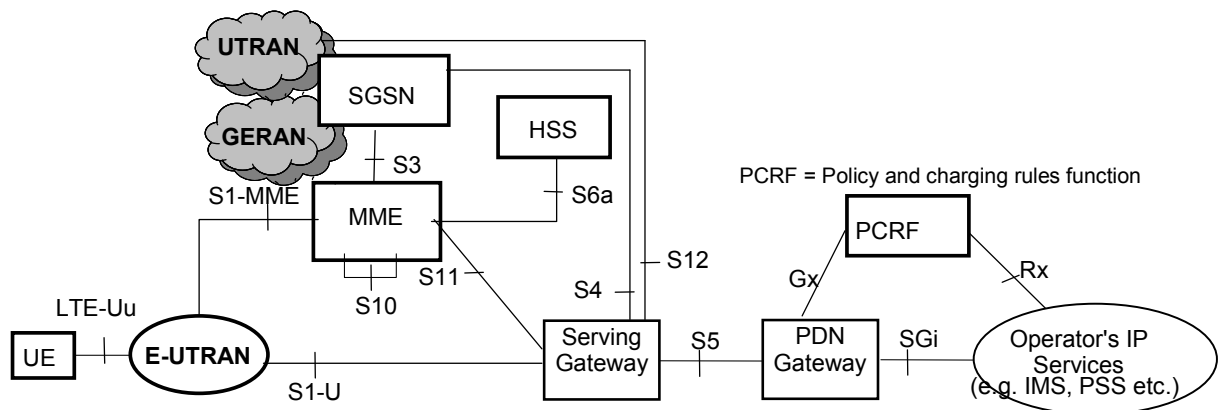 UTRAN
SGSN
HSS
GERAN
S3
PCRF = Policy and charging rules function
S1-MME
S6a
MME
PCRF
S12
S11
Gx
Rx
S10
S4
LTE-Uu
UE
E-UTRAN
S1-U
Serving
Gateway
S5
PDN
Gateway
SGi
Operator's IP
Services
(e.g. IMS, PSS etc.)